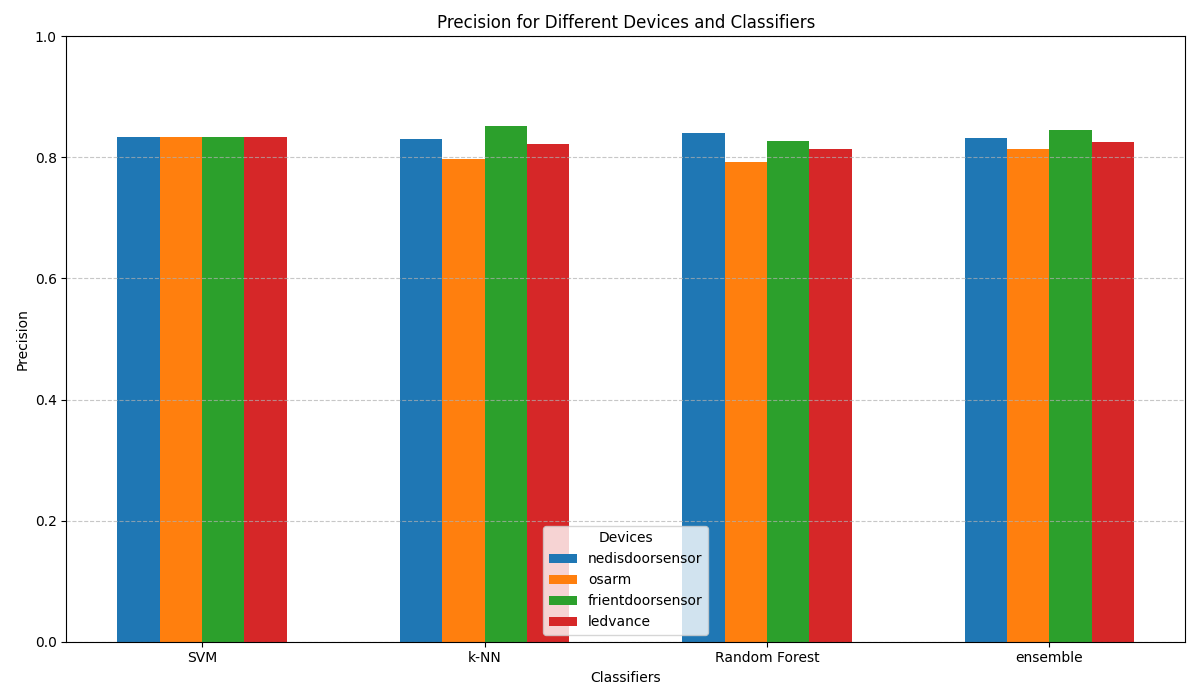 Precision for Different Devices and Classifiers
1.0
0.8
0.6
0.4
0.2
0.0
Precision
Devices
nedisdoorsensor
osarm
frientdoorsensor
ledvance
SVM
k-NN
Random Forest
ensemble
Classifiers